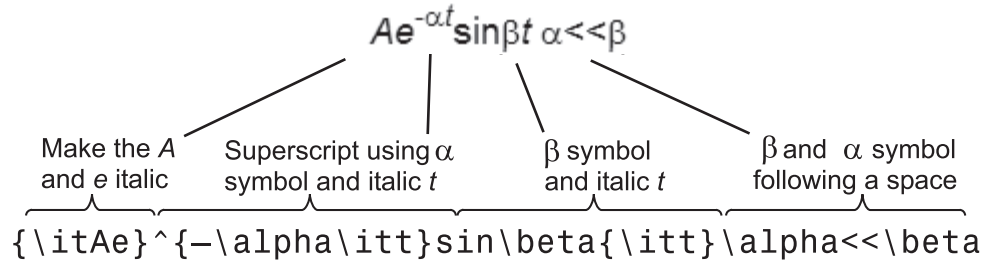 Ae^-αt sinβt α<<β
Make the A
and e italic
Superscript using α
symbol and italic t
β symbol
and italic t
β and α symbol
following a space
{\itAe}^{–\alpha\itt}sin\beta{\itt}\alpha<<\beta